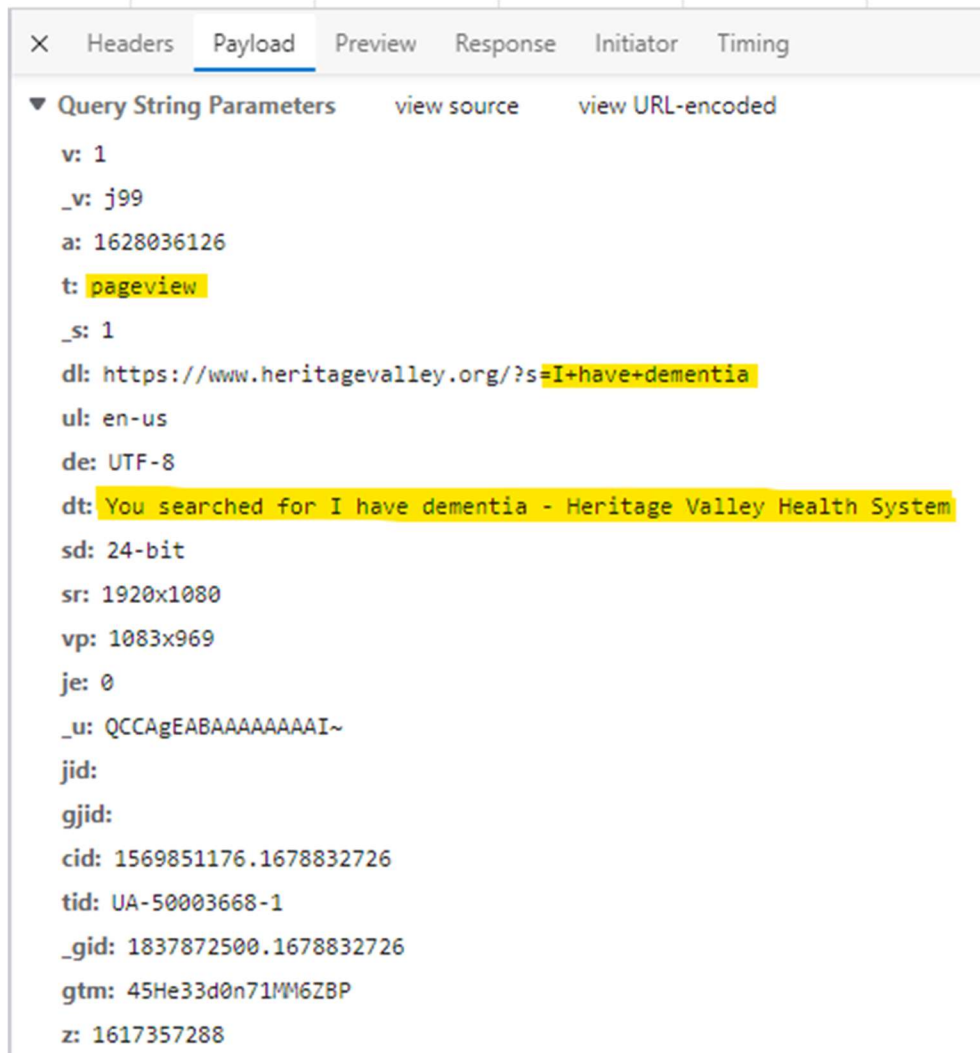 × Headers Payload Preview Response Initiator Timing
▼ Query String Parameters view source view URL-encoded
v: 1
_v: j99
a: 1628036126
t: pageview
_s: 1
dl: https://www.heritagevalley.org/?s=I+have+dementia
ul: en-us
de: UTF-8
dt: You searched for I have dementia - Heritage Valley Health System
sd: 24-bit
sr: 1920x1080
vp: 1083x969
je: 0
_u: QCCAgEABAAAAAAAAI~
jid:
gjid:
cid: 1569851176.1678832726
tid: UA-50003668-1
_gid: 1837872500.1678832726
gtm: 45He33d0n71MM6ZBP
z: 1617357288